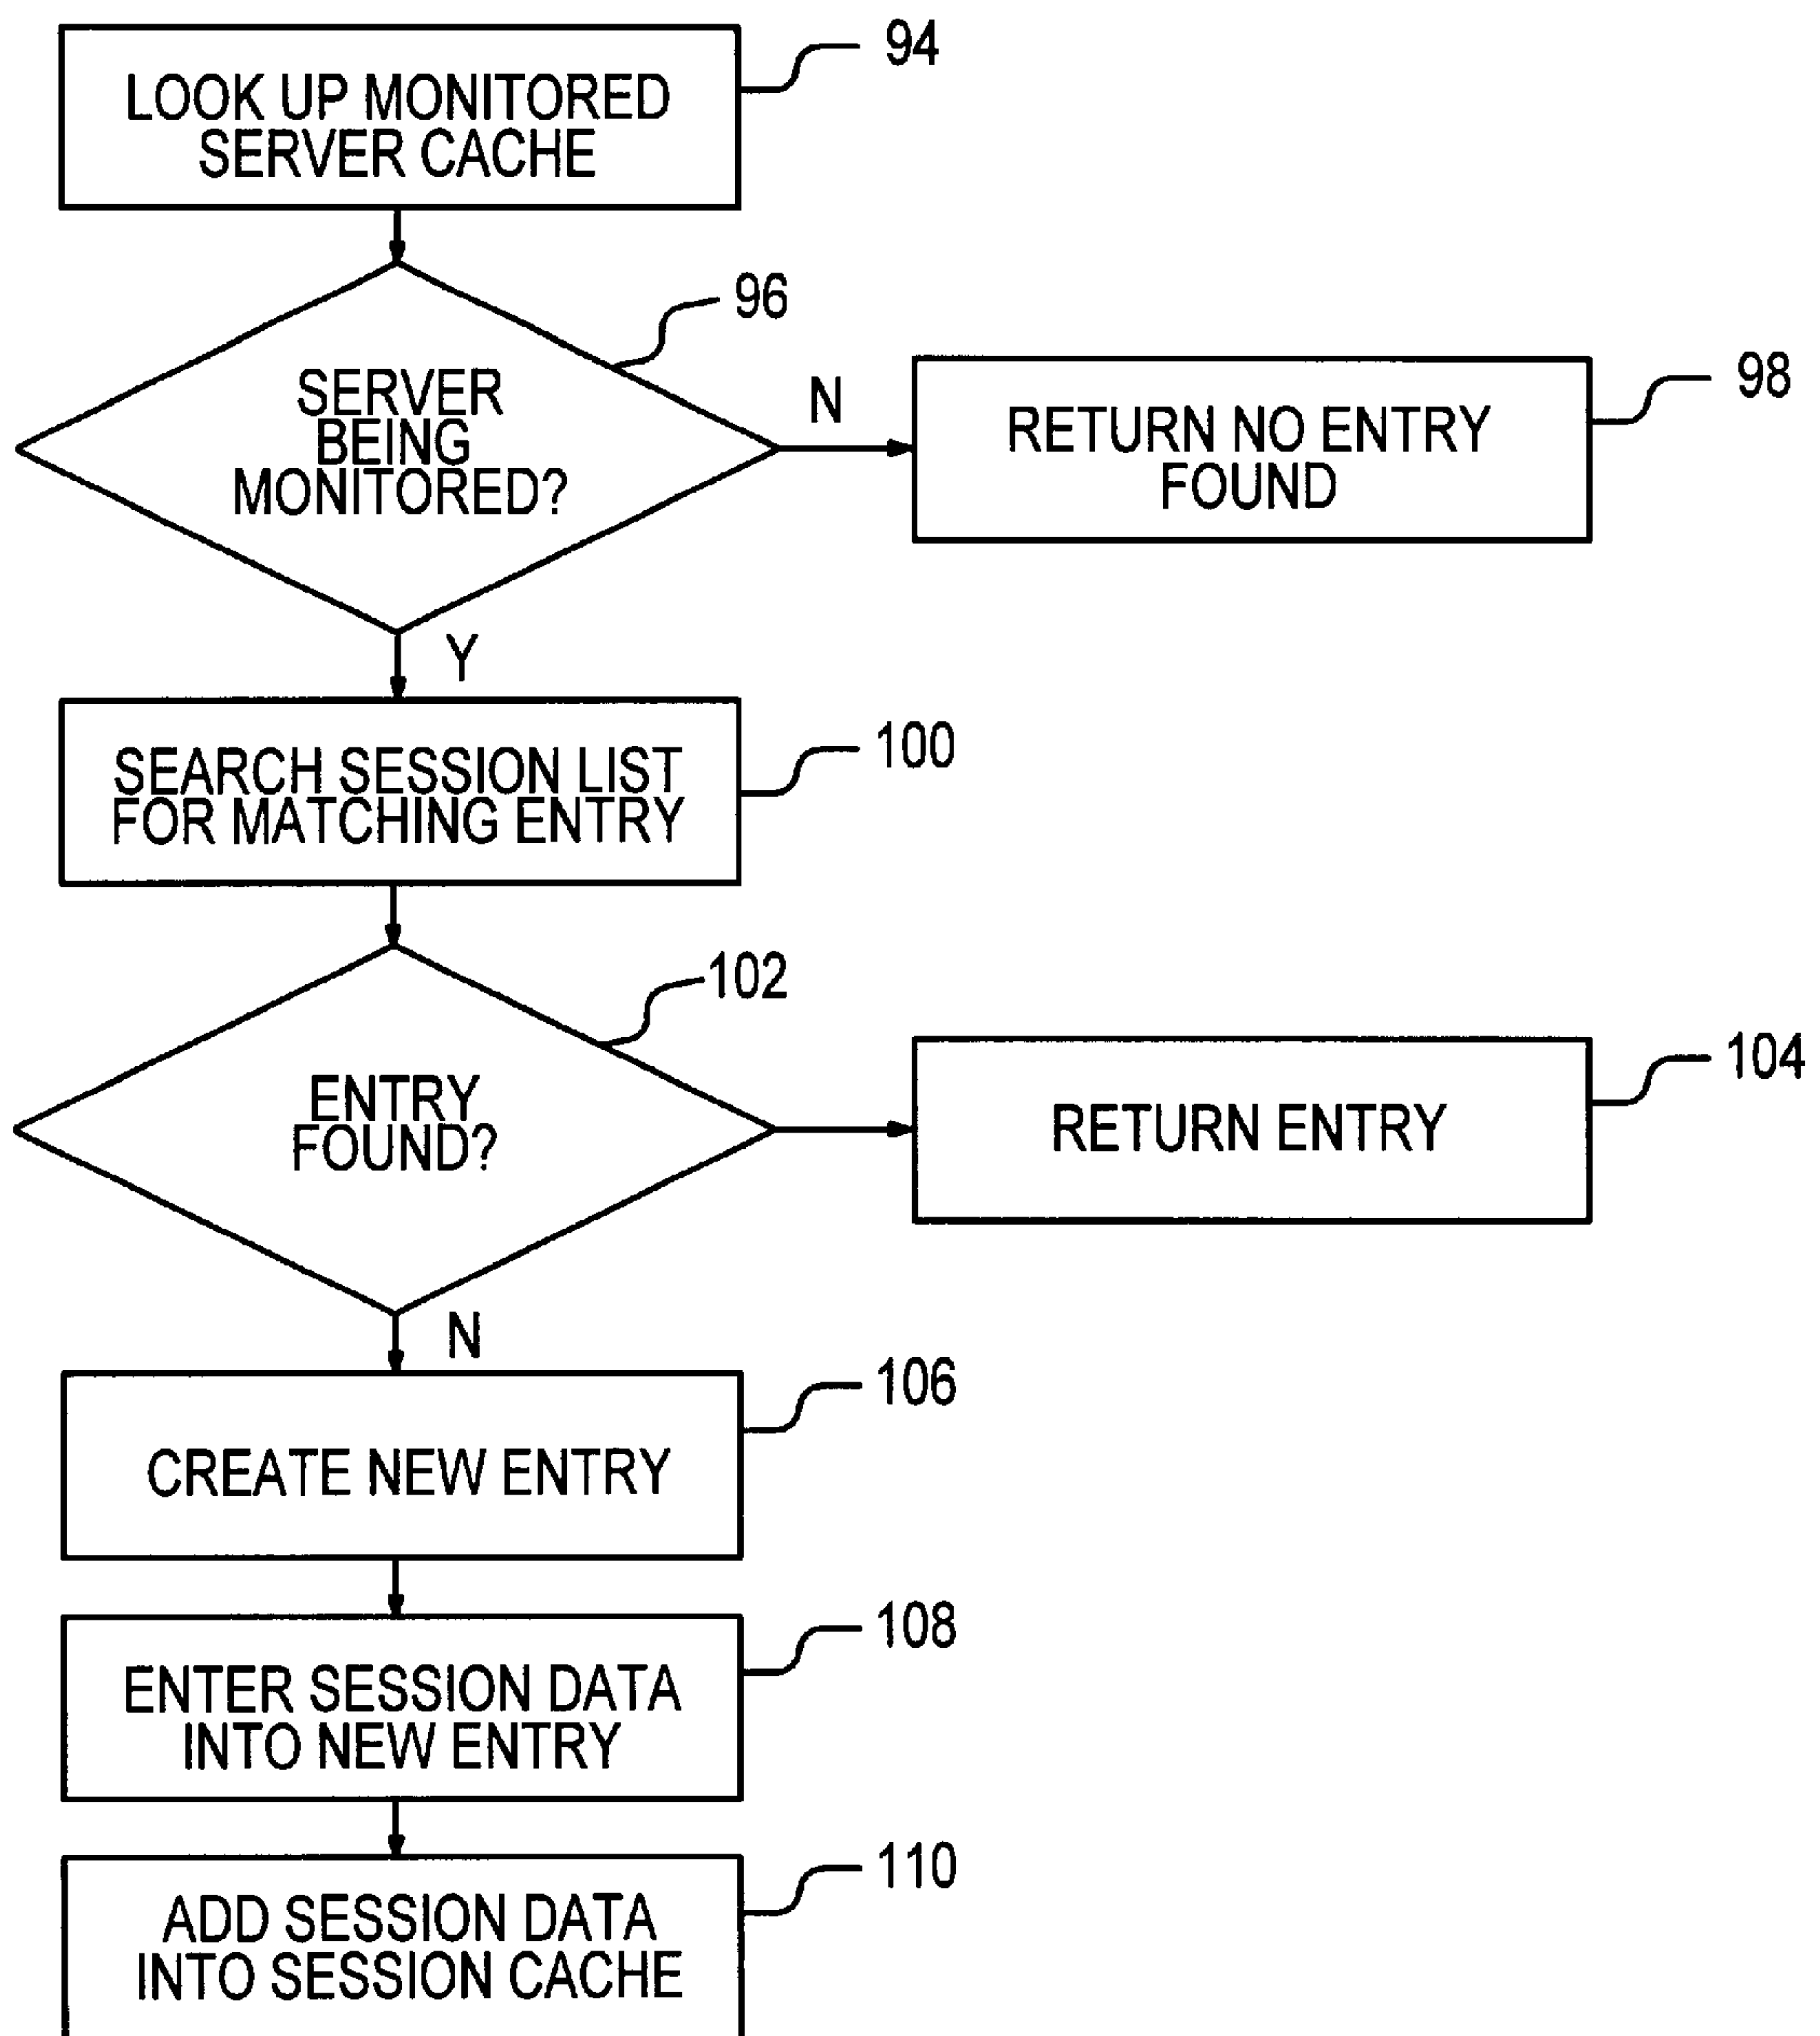 LOOK UP MONITORED
SERVER CACHE
94
96
SERVER
BEING
MONITORED?
N
RETURN NO ENTRY
FOUND
98
Y
SEARCH SESSION LIST
FOR MATCHING ENTRY
100
102
ENTRY
FOUND?
RETURN ENTRY
104
N
CREATE NEW ENTRY
106
ENTER SESSION DATA
INTO NEW ENTRY
108
ADD SESSION DATA
INTO SESSION CACHE
110